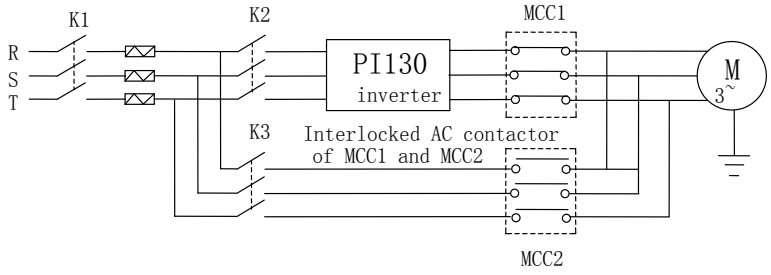 MCC1
K1
K2
R
S
T
PI130
inverter
M
3~
K3
Interlocked AC contactor
of MCC1 and MCC2
MCC2